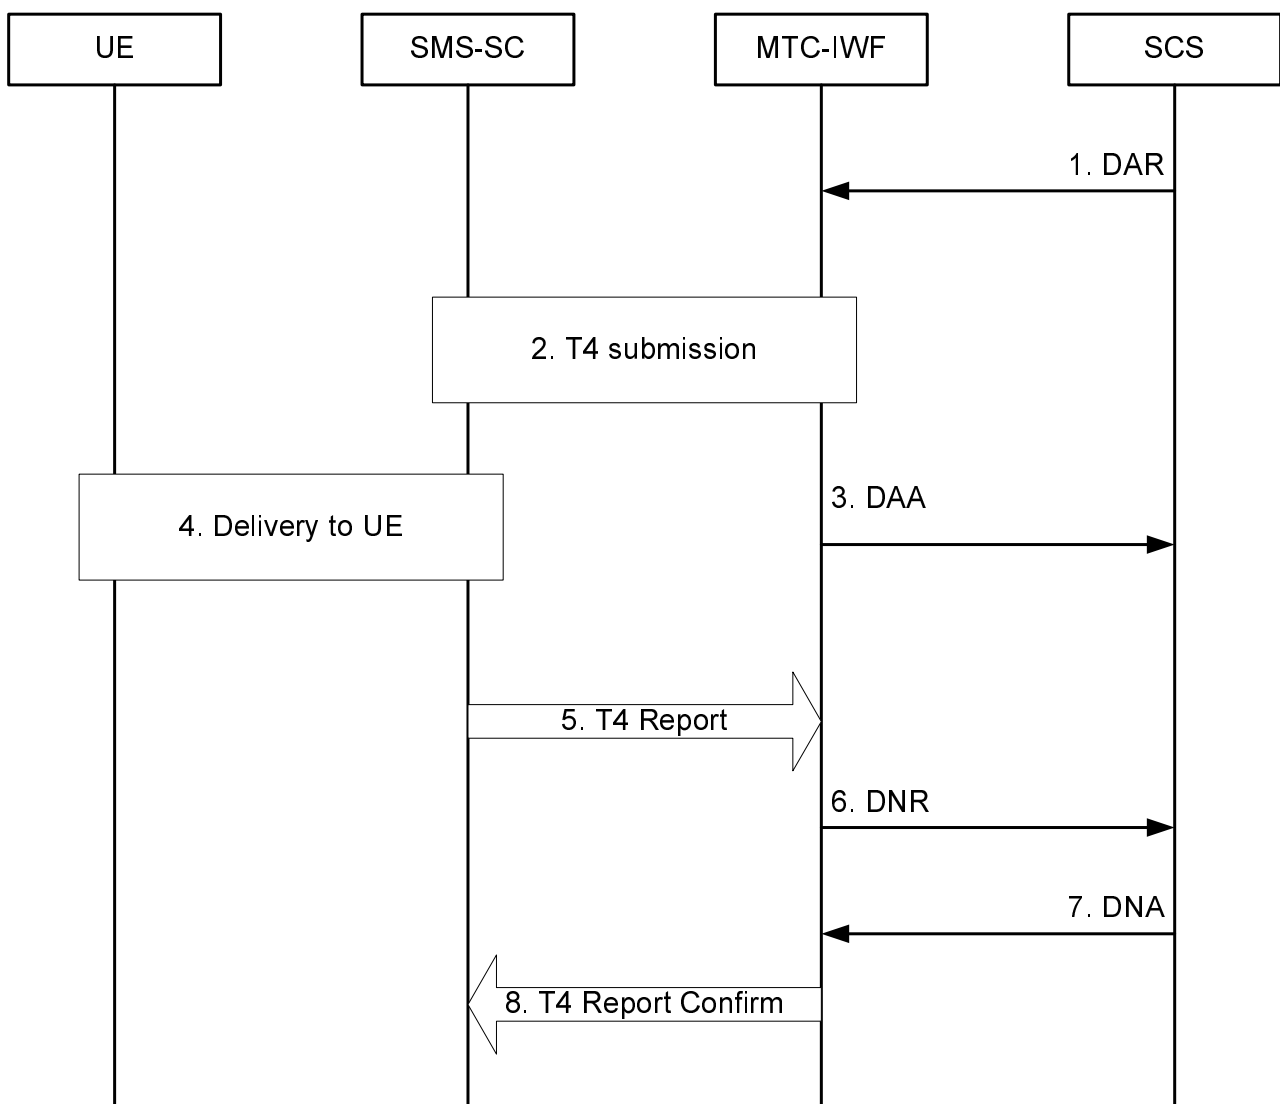 UE
SMS-SC
MTC-IWF
SCS
1. DAR
2. T4 submission
3. DAA
4. Delivery to UE
5. T4 Report
6. DNR
7. DNA
8. T4 Report Confirm